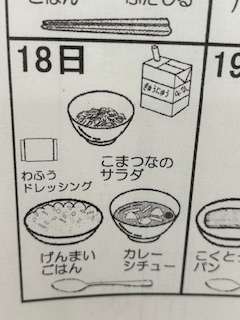 ごはん
18日
19
ぎゅうにゅう
わふう
ドレッシング
こまつなの
サラダ
げんまい
ごはん
カレー
シチュー
こくと
パン